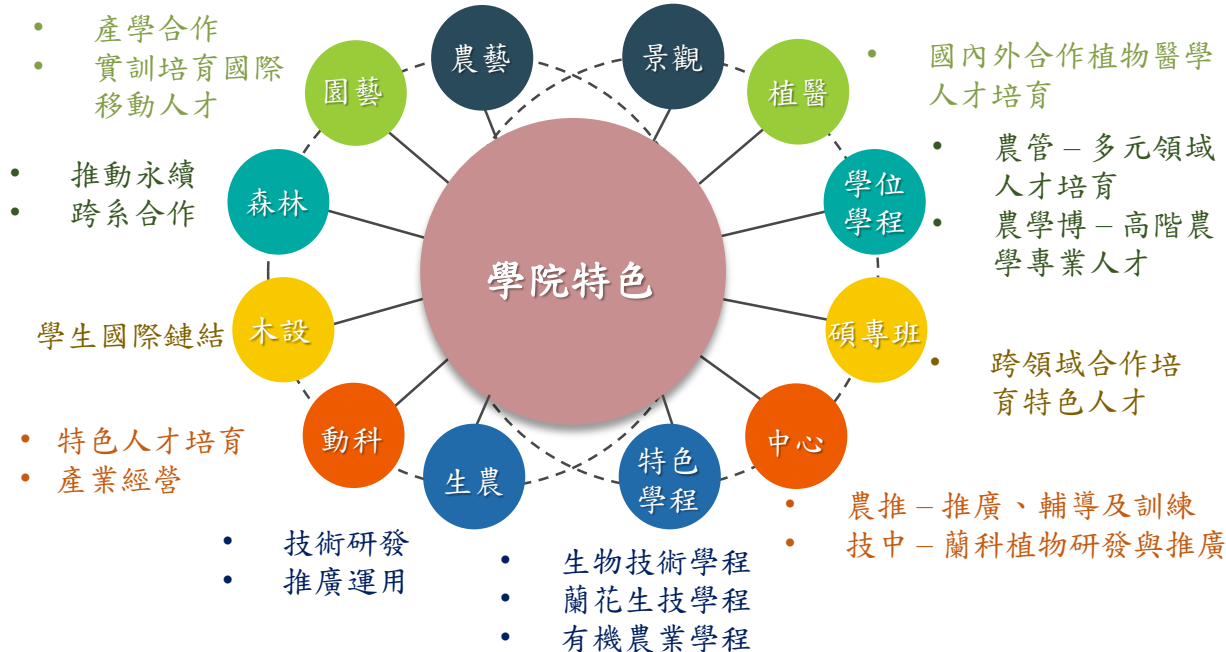 • 產學合作
• 實訓培育國際
移動人才
園藝
農藝
景觀
植醫
• 國內外合作植物醫學
人才培育
• 推動永續
• 跨系合作
森林
學院特色
學位
學程
• 農管 – 多元領域
人才培育
• 農學博 – 高階農
學專業人才
學生國際鏈結
木設
碩專班
• 跨領域合作培
育特色人才
• 特色人才培育
• 產業經營
動科
生農
特色
學程
中心
• 農推 – 推廣、輔導及訓練
• 技中 – 蘭科植物研發與推廣
• 技術研發
• 推廣運用
• 生物技術學程
• 蘭花生技學程
• 有機農業學程